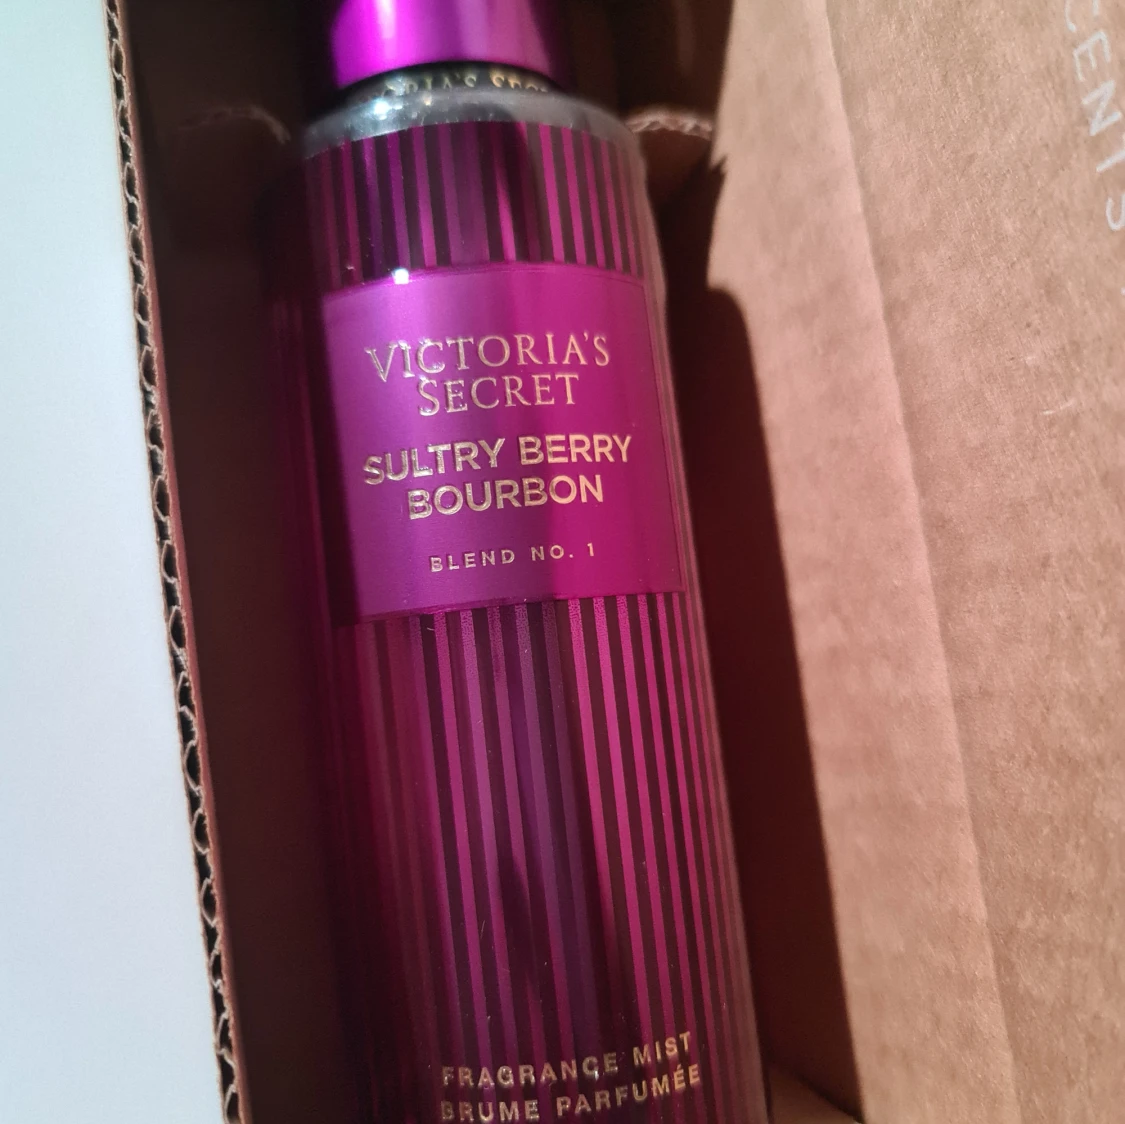 VICTORIA'S
SECRET
SULTRY BERRY
BOURBON
BLEND NO. 1
FRAGRANCE MIST
BRUME PARFUMÉE